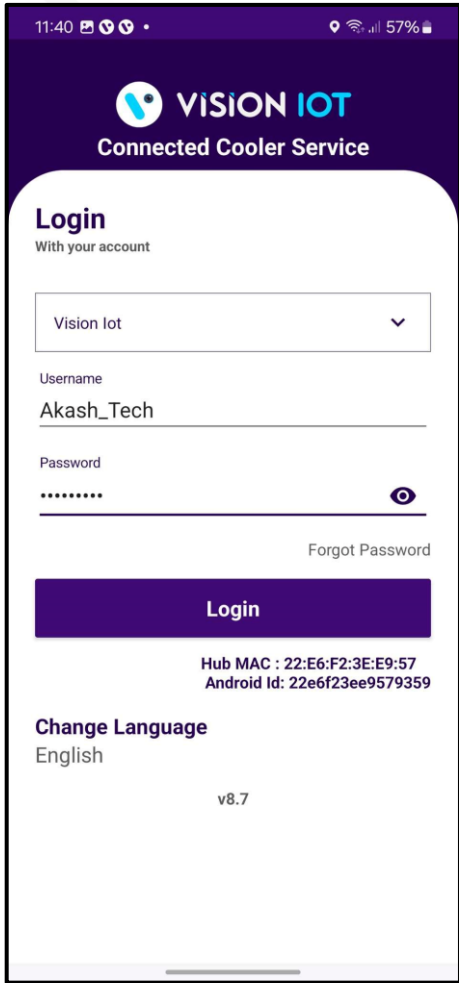 11:40 57%
VISION IOT
Connected Cooler Service
Login
With your account
Vision Iot
Username
Akash_Tech
Password
•••••••••
Forgot Password
Login
Hub MAC : 22:E6:F2:3E:E9:57
Android Id: 22e6f23ee9579359
Change Language
English
v8.7